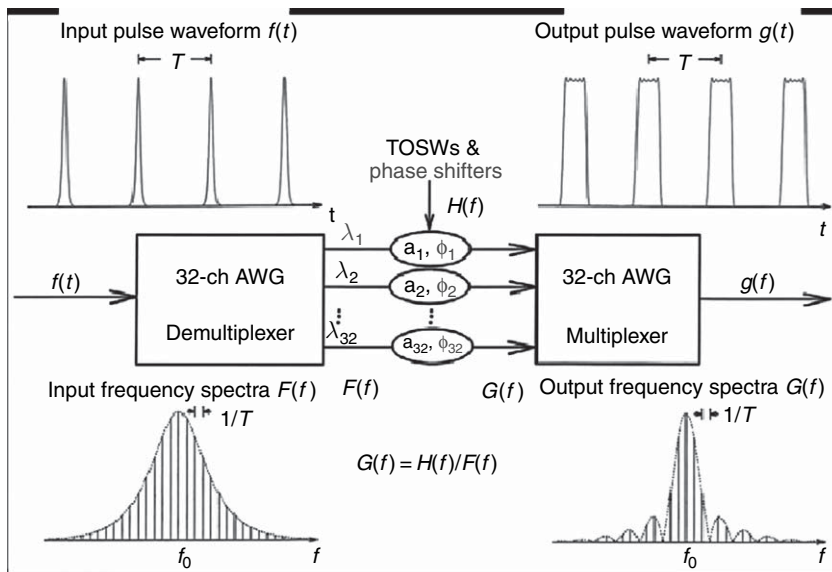 Input pulse waveform f(t)
Output pulse waveform g(t)
T
T
TOSWs &
phase shifters
t
H(f)
t
λ1
a1, ϕ1
f(t)
32-ch AWG
Demultiplexer
λ2
a2, ϕ2
32-ch AWG
Multiplexer
g(f)
λ32
a32, ϕ32
Input frequency spectra F(f)
F(f)
G(f)
Output frequency spectra G(f)
1/T
1/T
G(f) = H(f)/F(f)
f0
f
f0
f